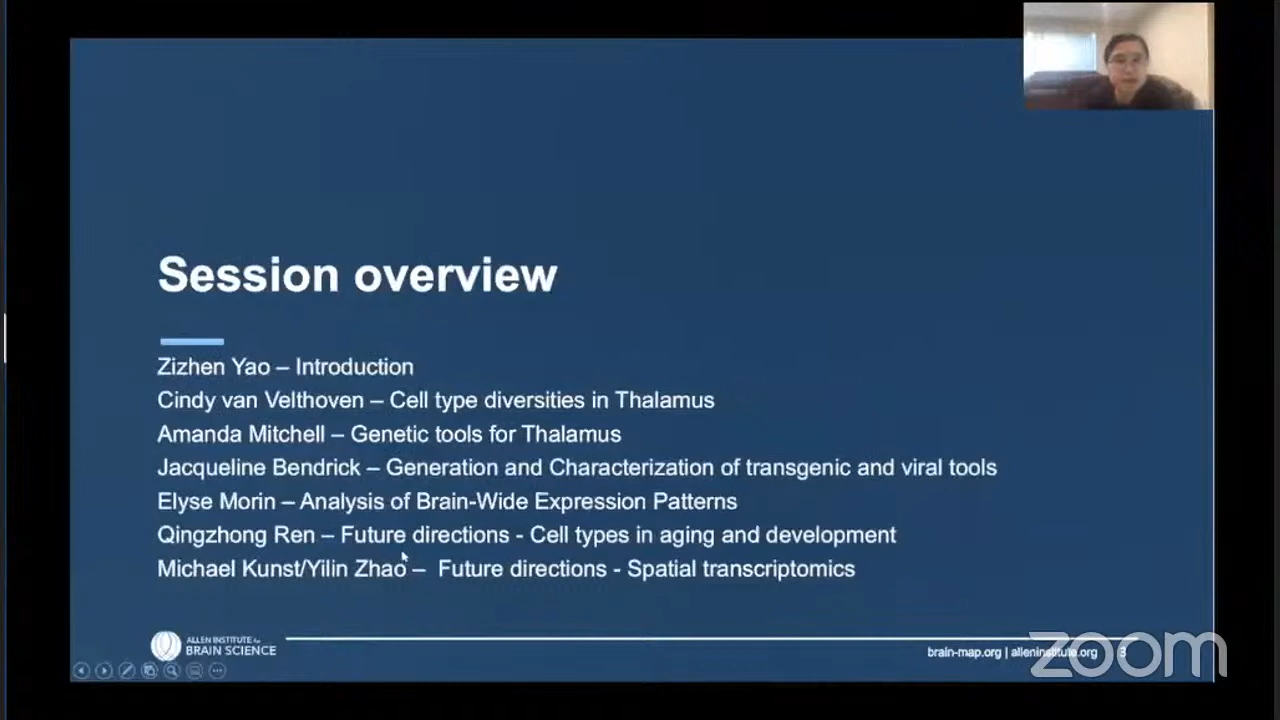 Session overview
Zizhen Yao – Introduction
Cindy van Velthoven – Cell type diversities in Thalamus
Amanda Mitchell – Genetic tools for Thalamus
Jacqueline Bendrick – Generation and Characterization of transgenic and viral tools
Elyse Morin – Analysis of Brain-Wide Expression Patterns
Qingzhong Ren – Future directions - Cell types in aging and development
Michael Kunst/Yilin Zhao – Future directions - Spatial transcriptomics
ALLEN INSTITUTE for
BRAIN SCIENCE
brain-map.org | alleninstitute.org 3
zoom